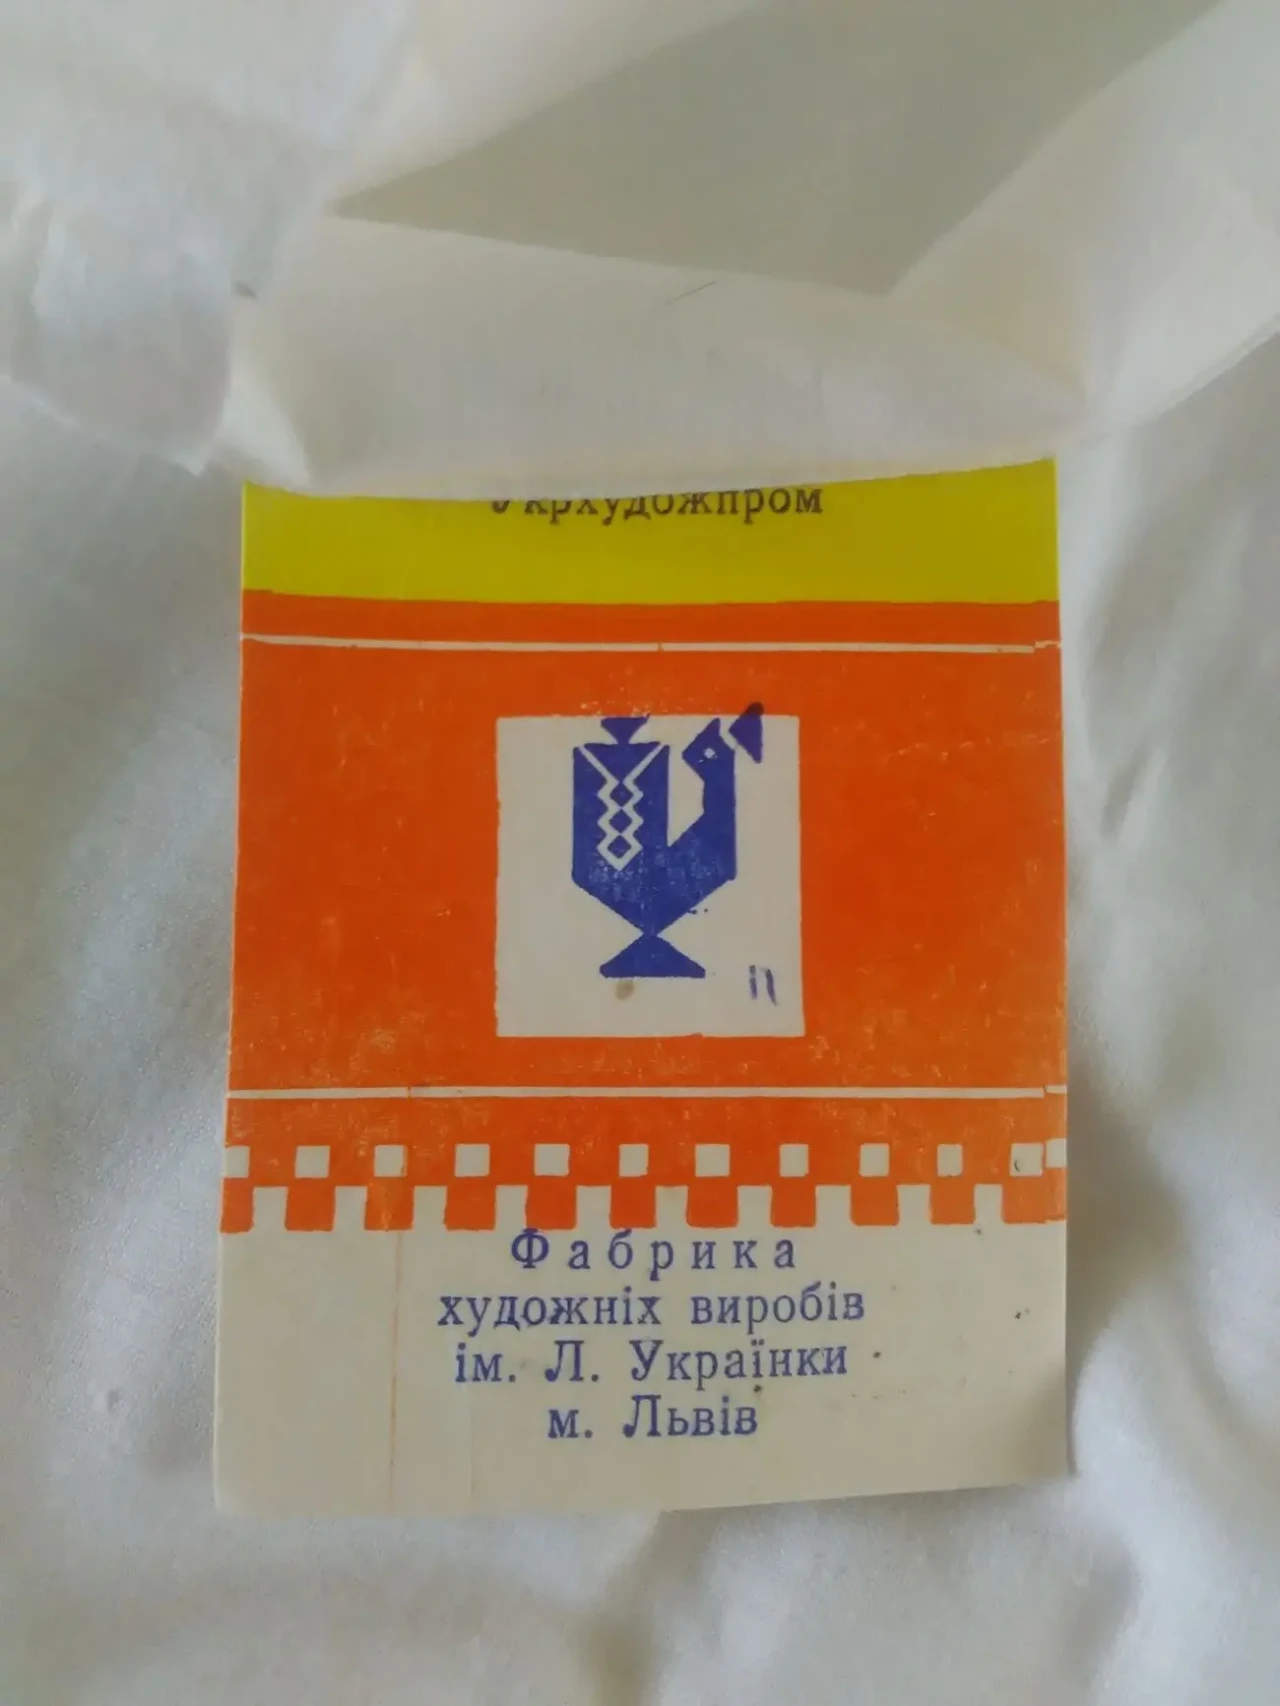 Укрхудожпром
Фабрика
художніх виробів
ім. Л. Українки
м. Львів